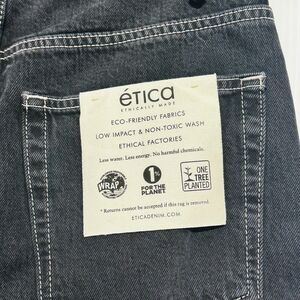 ética
ETHICALLY MADE
ECO-FRIENDLY FABRICS
LOW IMPACT & NON-TOXIC WASH
ETHICAL FACTORIES
Less water. Less energy. No harmful chemicals.
WRAP
1%
FOR THE
PLANET
ONE
TREE
PLANTED
* Returns cannot be accepted if this tag is removed.
ETICADENIM.COM